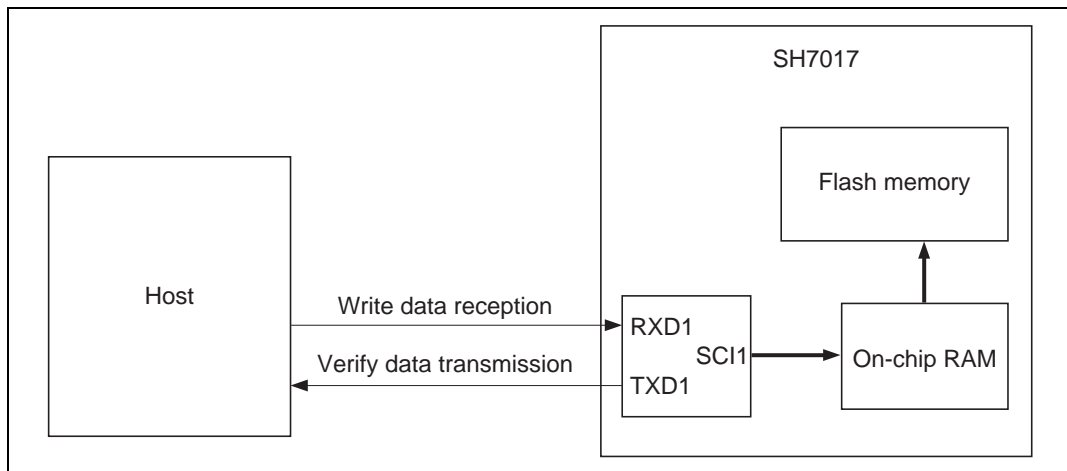 SH7017
Flash memory
Host
Write data reception
RXD1
SCI1
On-chip RAM
Verify data transmission
TXD1